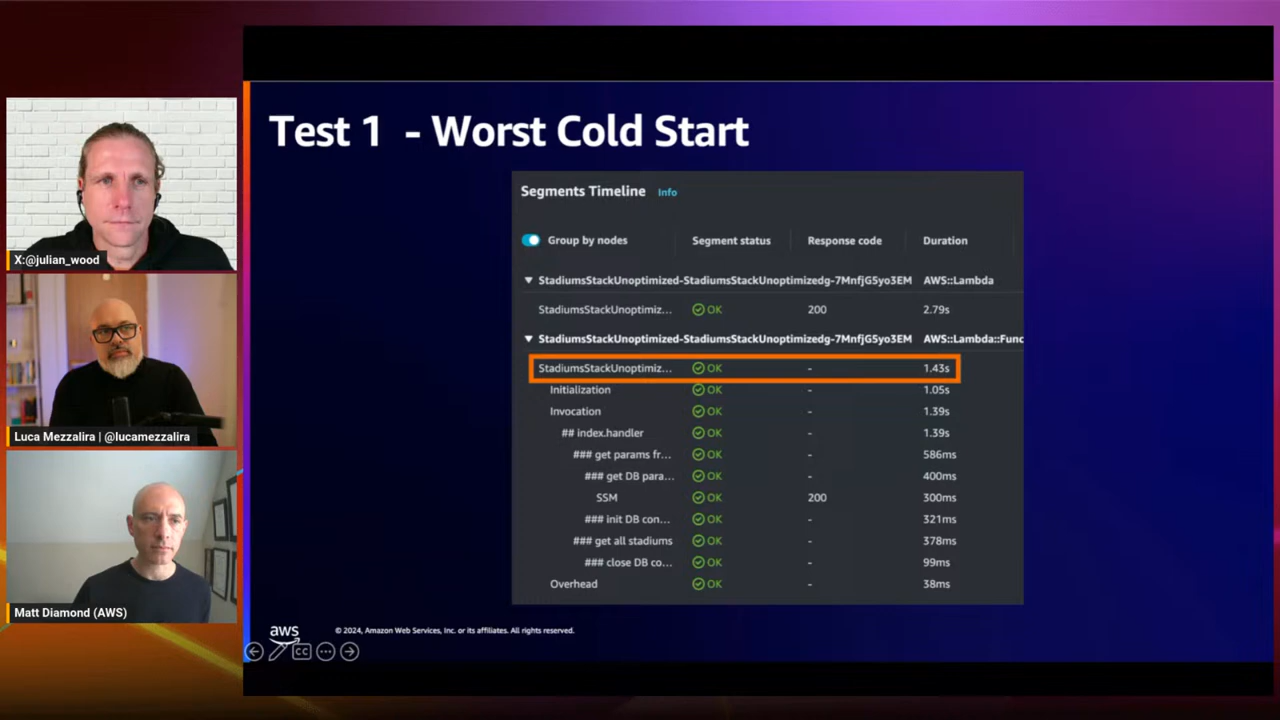 Test 1 - Worst Cold Start
Segments Timeline Info
Group by nodes Segment status Response code Duration
StadiumsStackUnoptimized-StadiumsStackUnoptimizedg-7MnfjG5yo3EM AWS::Lambda
StadiumsStackUnoptimiz... OK 200 2.79s
StadiumsStackUnoptimized-StadiumsStackUnoptimizedg-7MnfjG5yo3EM AWS::Lambda::Func
StadiumsStackUnoptimiz... OK - 1.43s
Initialization OK - 1.05s
Invocation OK - 1.39s
## index.handler OK - 1.39s
### get params fr... OK - 586ms
### get DB para... OK - 400ms
SSM OK 200 300ms
### init DB con... OK - 321ms
### get all stadiums OK - 378ms
### close DB co... OK - 99ms
Overhead OK - 38ms
X:@julian_wood
Luca Mezzalira | @lucamezzalira
Matt Diamond (AWS)
aws
© 2024, Amazon Web Services, Inc. or its affiliates. All rights reserved.
CC